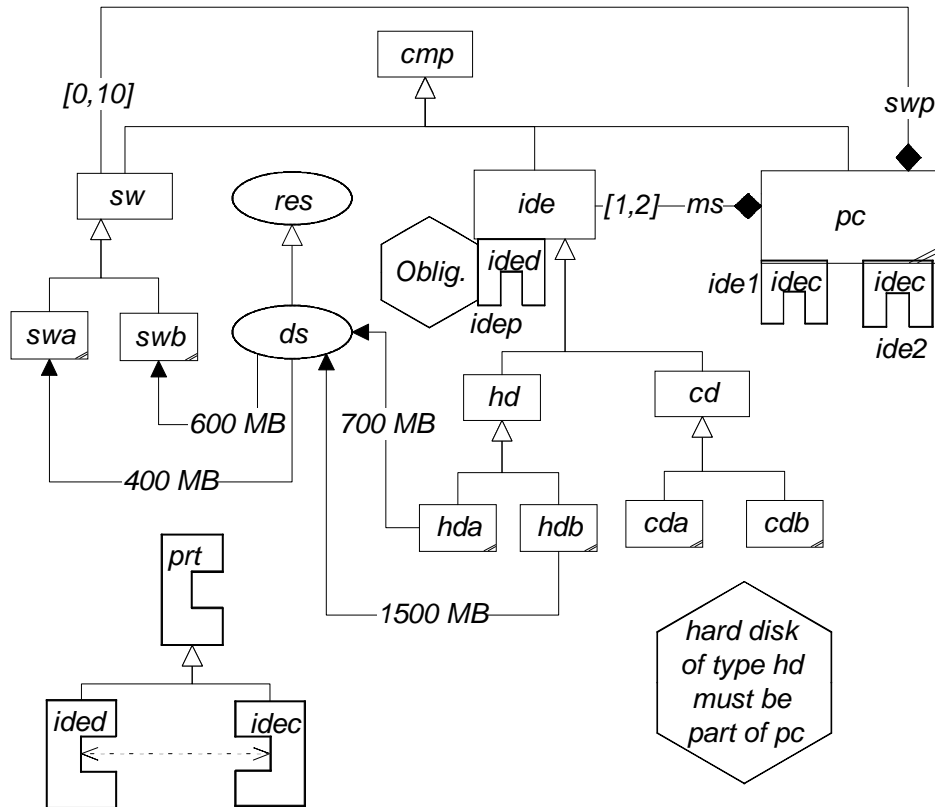 cmp
[0,10]
swp
sw
res
ide
[1,2]
ms
pc
Oblig.
ided
idep
ide1
idec
idec
ide2
swa
swb
ds
600 MB
700 MB
400 MB
hd
cd
hda
hdb
cda
cdb
prt
1500 MB
hard disk
of type hd
must be
part of pc
ided
idec